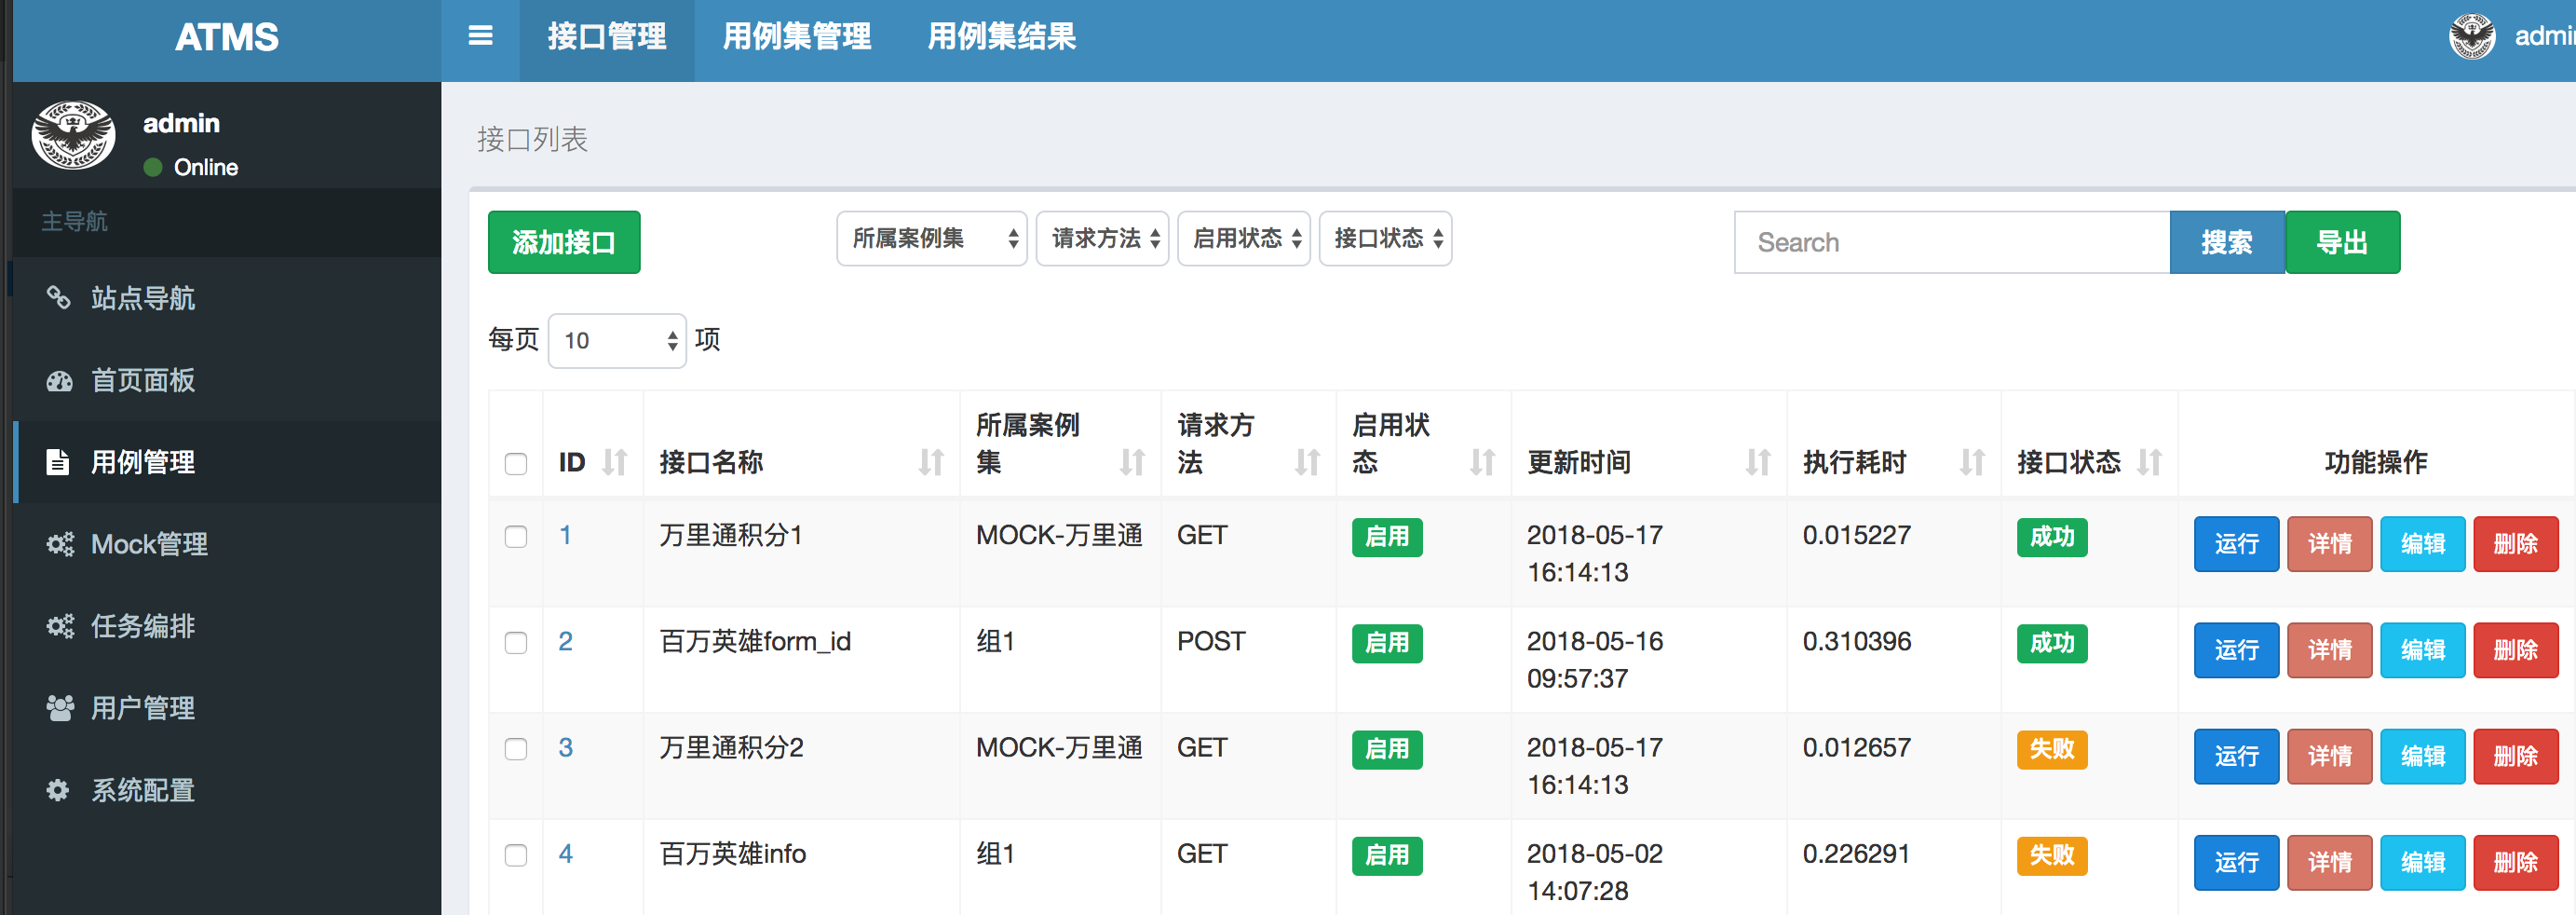 ATMS
接口管理 用例集管理 用例集结果
admin
Online
主导航
站点导航
首页面板
用例管理
Mock管理
任务编排
用户管理
系统配置
接口列表
添加接口 所属案例集 请求方法 启用状态 接口状态 Search 搜索 导出
每页 10 项
ID 接口名称 所属案例集 请求方法 启用状态 更新时间 执行耗时 接口状态 功能操作
1 万里通积分1 MOCK-万里通 GET 启用 2018-05-17 16:14:13 0.015227 成功 运行 详情 编辑 删除
2 百万英雄form_id 组1 POST 启用 2018-05-16 09:57:37 0.310396 成功 运行 详情 编辑 删除
3 万里通积分2 MOCK-万里通 GET 启用 2018-05-17 16:14:13 0.012657 失败 运行 详情 编辑 删除
4 百万英雄info 组1 GET 启用 2018-05-02 14:07:28 0.226291 失败 运行 详情 编辑 删除